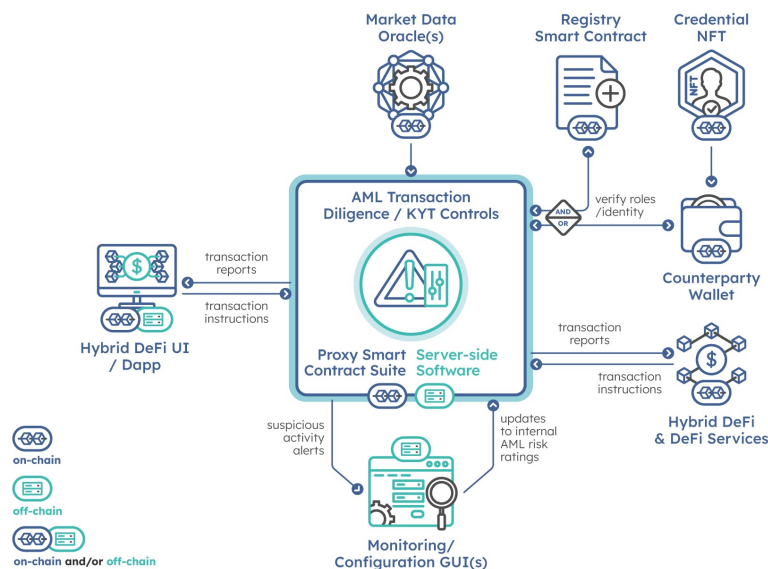 Market Data
Oracle(s)
Registry
Smart Contract
Credential
NFT
NFT
AML Transaction
Diligence / KYT Controls
AND
OR
verify roles
/identity
Counterparty
Wallet
transaction
reports
transaction
instructions
Hybrid DeFi UI
/ Dapp
$
Proxy Smart
Contract Suite
Server-side
Software
transaction
reports
transaction
instructions
$
Hybrid DeFi
& DeFi Services
suspicious
activity
alerts
updates
to internal
AML risk
ratings
Monitoring/
Configuration GUI(s)
on-chain
off-chain
on-chain and/or off-chain